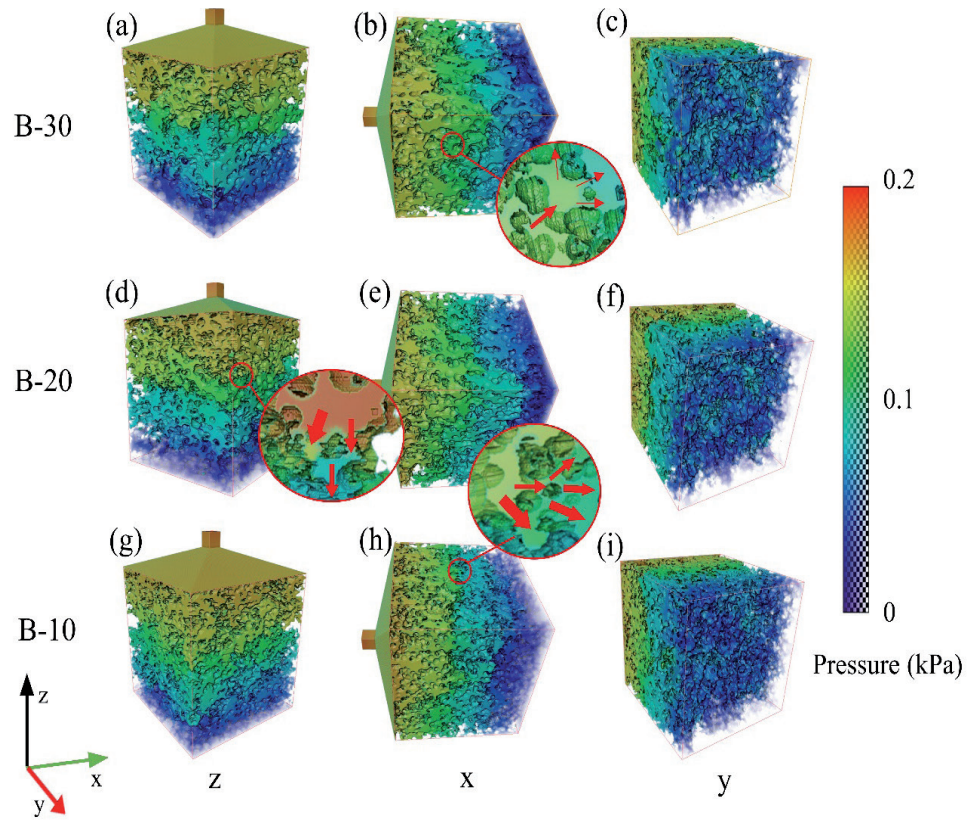 (a) (b) (c)
B-30
0.2
(d) (e) (f)
B-20
0.1
(g) (h) (i)
0
B-10
Pressure (kPa)
z
x
y
z x y